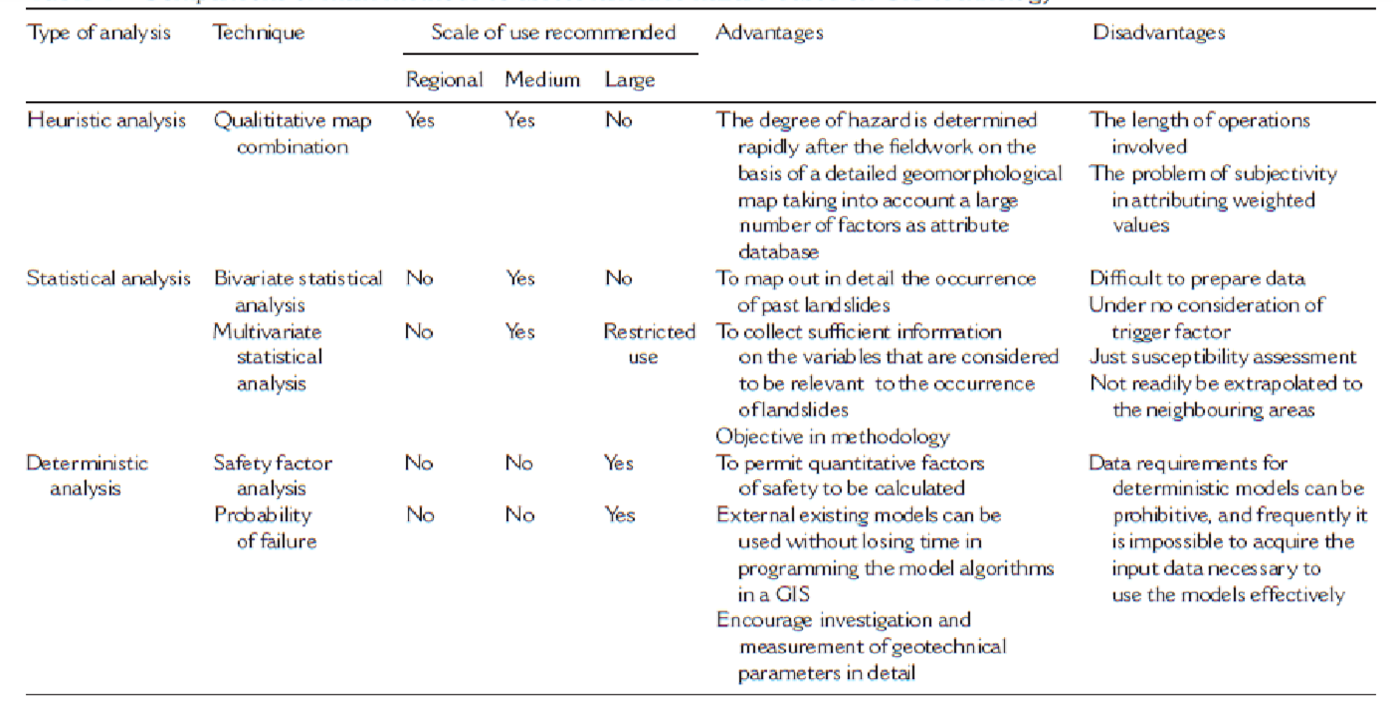 Type of analysis Technique Scale of use recommended Advantages Disadvantages
Regional Medium Large
Heuristic analysis Qualititative map Yes Yes No The degree of hazard is determined The length of operations
combination rapidly after the fieldwork on the involved
basis of a detailed geomorphological The problem of subjectivity
map taking into account a large in attributing weighted
number of factors as attribute values
database
Statistical analysis Bivariate statistical No Yes No To map out in detail the occurrence Difficult to prepare data
analysis of past landslides Under no consideration of
Multivariate No Yes Restricted To collect sufficient information trigger factor
statistical use on the variables that are considered Just susceptibility assessment
analysis to be relevant to the occurrence Not readily be extrapolated to
of landslides the neighbouring areas
Objective in methodology
Deterministic Safety factor No No Yes To permit quantitative factors Data requirements for
analysis analysis of safety to be calculated deterministic models can be
Probability No No Yes External existing models can be prohibitive, and frequently it
of failure used without losing time in is impossible to acquire the
programming the model algorithms input data necessary to
in a GIS use the models effectively
Encourage investigation and
measurement of geotechnical
parameters in detail